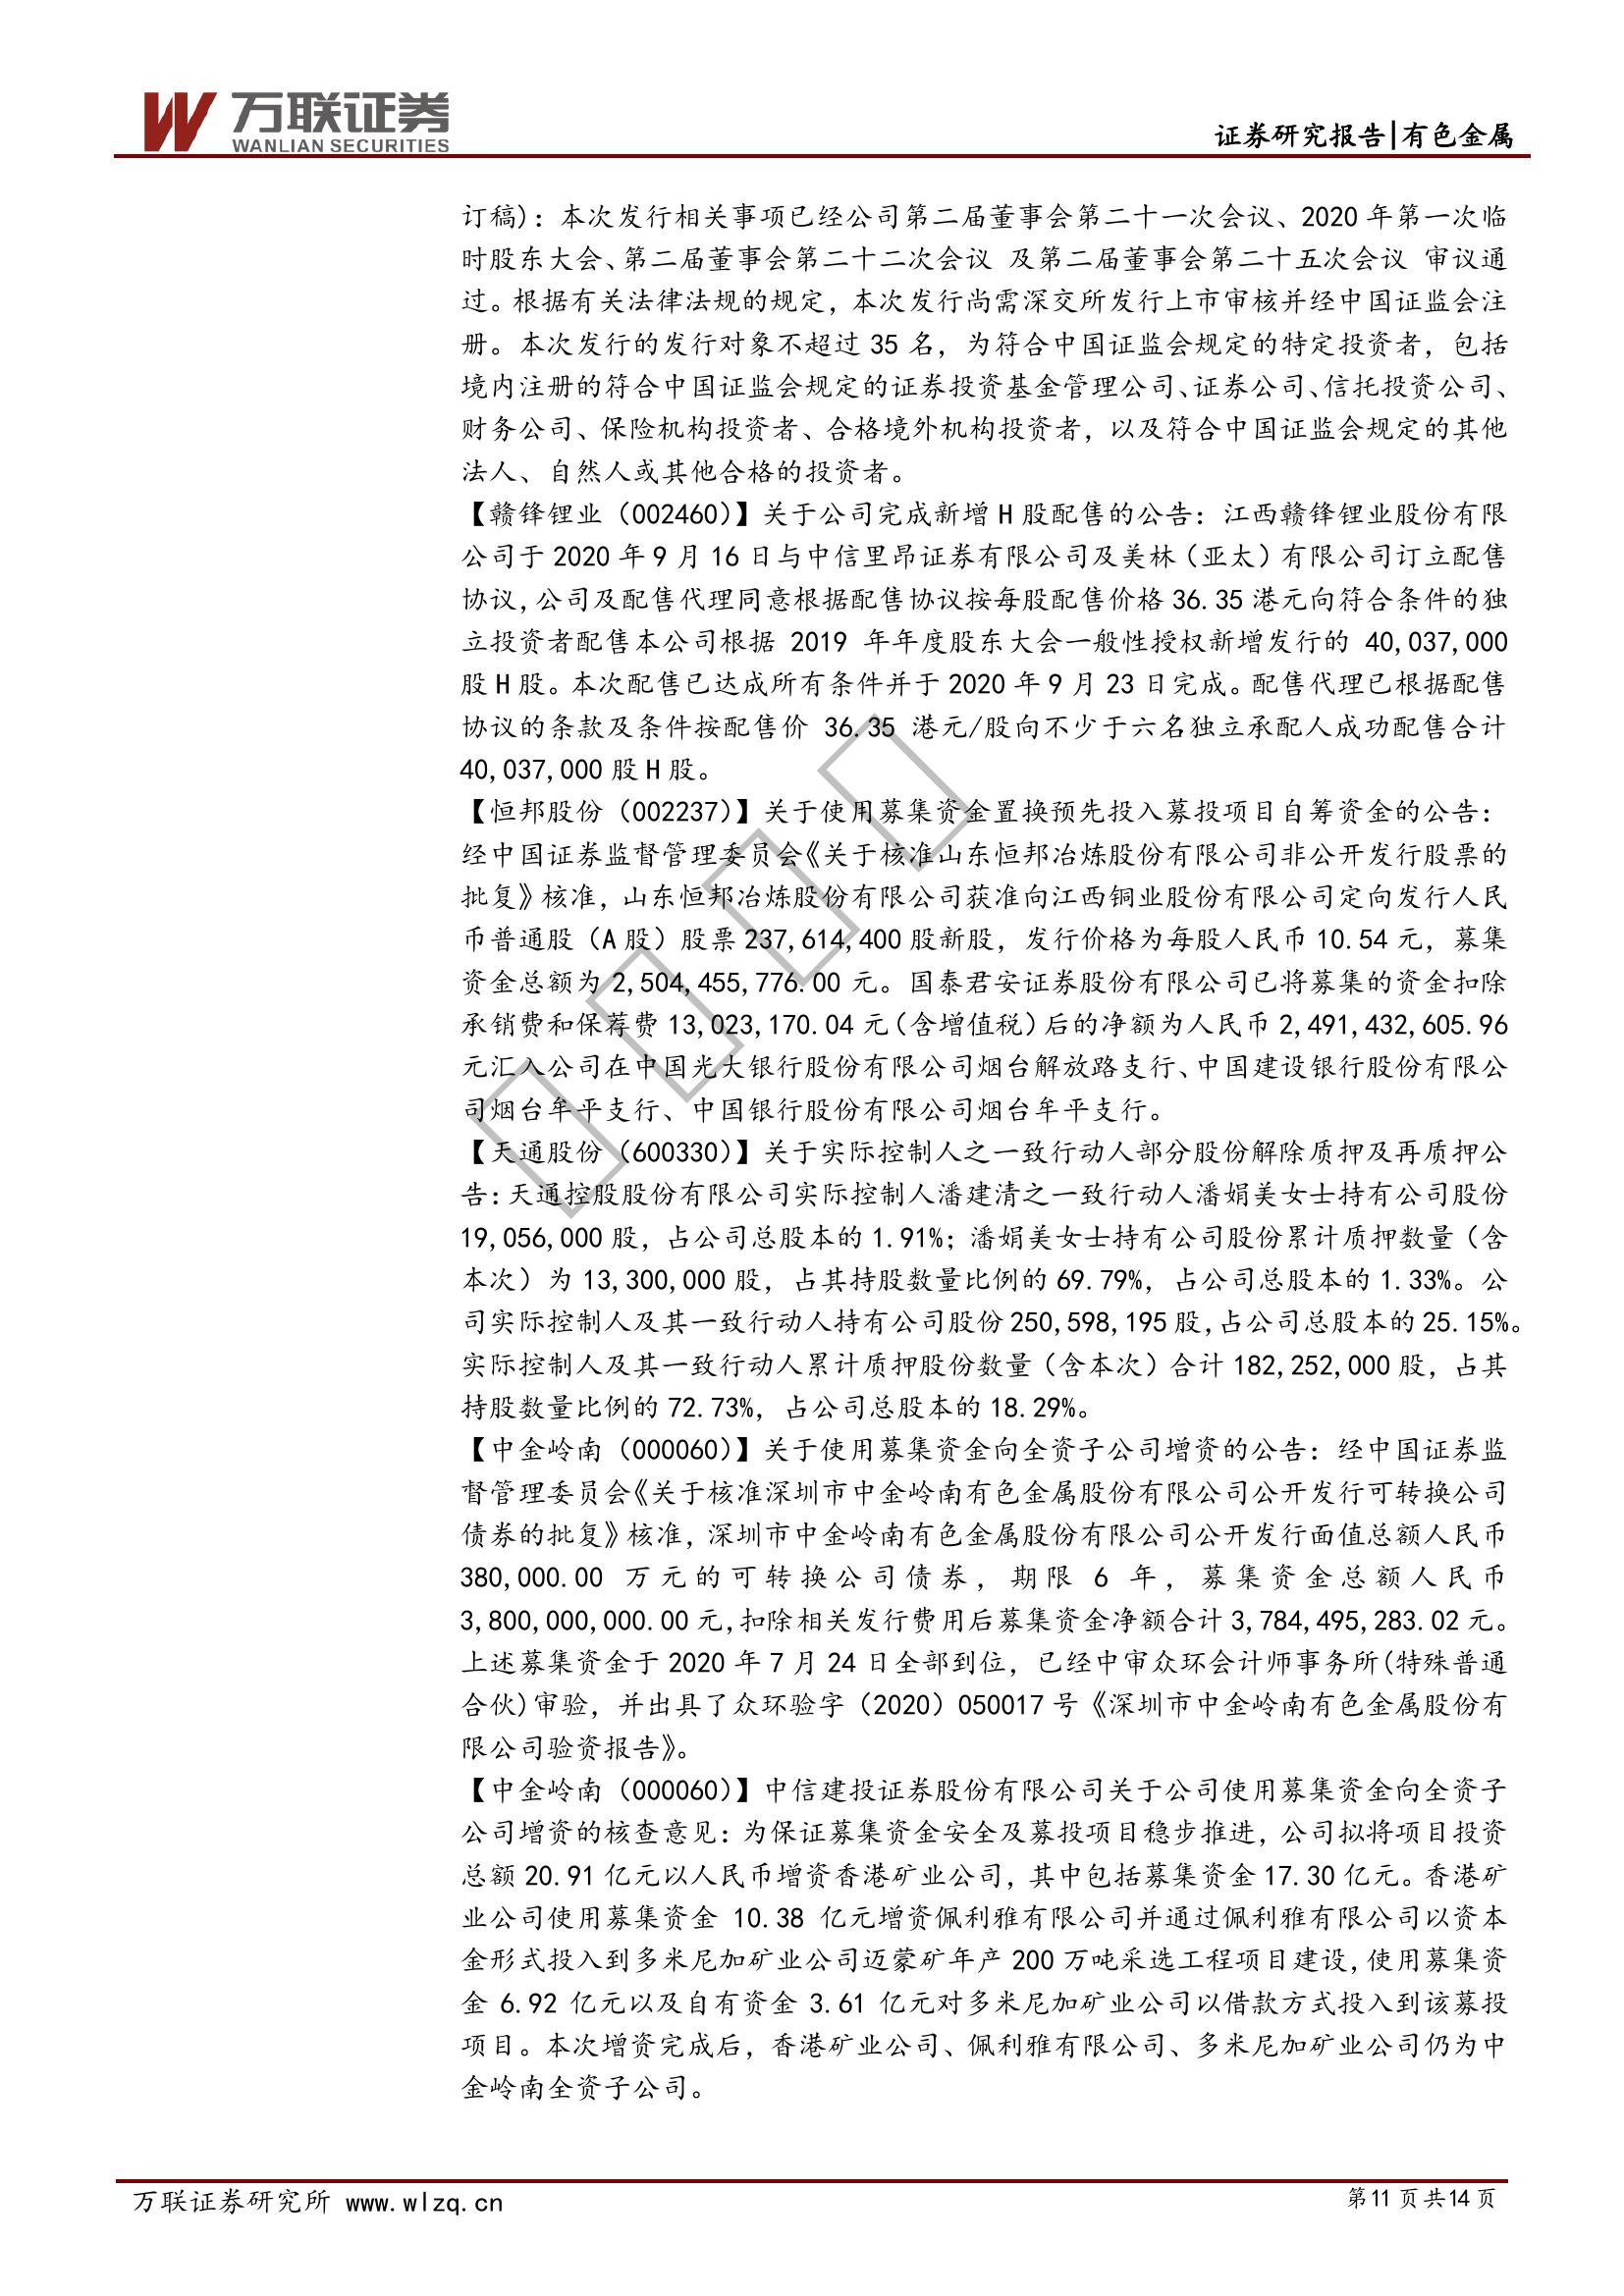 万联证券
WANLIAN SECURITIES
证券研究报告|有色金属
订稿)：本次发行相关事项已经公司第二届董事会第二十一次会议、2020 年第一次临
时股东大会、第二届董事会第二十二次会议 及第二届董事会第二十五次会议 审议通
过。根据有关法律法规的规定，本次发行尚需深交所发行上市审核并经中国证监会注
册。本次发行的发行对象不超过 35 名，为符合中国证监会规定的特定投资者，包括
境内注册的符合中国证监会规定的证券投资基金管理公司、证券公司、信托投资公司、
财务公司、保险机构投资者、合格境外机构投资者，以及符合中国证监会规定的其他
法人、自然人或其他合格的投资者。
【赣锋锂业（002460)】关于公司完成新增 H 股配售的公告：江西赣锋锂业股份有限
公司于 2020 年 9 月 16 日与中信里昂证券有限公司及美林（亚太）有限公司订立配售
协议，公司及配售代理同意根据配售协议按每股配售价格 36.35 港元向符合条件的独
立投资者配售本公司根据 2019 年年度股东大会一般性授权新增发行的 40,037,000
股 H 股。本次配售已达成所有条件并于 2020 年 9 月 23 日完成。配售代理已根据配售
协议的条款及条件按配售价 36.35 港元/股向不少于六名独立承配人成功配售合计
40,037,000 股 H 股。
【恒邦股份（002237)】关于使用募集资金置换预先投入募投项目自筹资金的公告：
经中国证券监督管理委员会《关于核准山东恒邦冶炼股份有限公司非公开发行股票的
批复》核准，山东恒邦冶炼股份有限公司获准向江西铜业股份有限公司定向发行人民
币普通股（A 股）股票 237,614,400 股新股，发行价格为每股人民币 10.54 元，募集
资金总额为 2,504,455,776.00 元。国泰君安证券股份有限公司已将募集的资金扣除
承销费和保荐费 13,023,170.04 元（含增值税）后的净额为人民币 2,491,432,605.96
元汇入公司在中国光大银行股份有限公司烟台解放路支行、中国建设银行股份有限公
司烟台牟平支行、中国银行股份有限公司烟台牟平支行。
【天通股份（600330)】关于实际控制人之一致行动人部分股份解除质押及再质押公
告：天通控股股份有限公司实际控制人潘建清之一致行动人潘娟美女士持有公司股份
19,056,000 股，占公司总股本的 1.91%；潘娟美女士持有公司股份累计质押数量（含
本次）为 13,300,000 股，占其持股数量比例的 69.79%，占公司总股本的 1.33%。公
司实际控制人及其一致行动人持有公司股份 250,598,195 股，占公司总股本的 25.15%。
实际控制人及其一致行动人累计质押股份数量（含本次）合计 182,252,000 股，占其
持股数量比例的 72.73%，占公司总股本的 18.29%。
【中金岭南（000060)】关于使用募集资金向全资子公司增资的公告：经中国证券监
督管理委员会《关于核准深圳市中金岭南有色金属股份有限公司公开发行可转换公司
债券的批复》核准，深圳市中金岭南有色金属股份有限公司公开发行面值总额人民币
380,000.00 万元的可转换公司债券，期限 6 年，募集资金总额人民币
3,800,000,000.00 元，扣除相关发行费用后募集资金净额合计 3,784,495,283.02 元。
上述募集资金于 2020 年 7 月 24 日全部到位，已经中审众环会计师事务所(特殊普通
合伙)审验，并出具了众环验字（2020）050017 号《深圳市中金岭南有色金属股份有
限公司验资报告》。
【中金岭南（000060)】中信建投证券股份有限公司关于公司使用募集资金向全资子
公司增资的核查意见：为保证募集资金安全及募投项目稳步推进，公司拟将项目投资
总额 20.91 亿元以人民币增资香港矿业公司，其中包括募集资金 17.30 亿元。香港矿
业公司使用募集资金 10.38 亿元增资佩利雅有限公司并通过佩利雅有限公司以资本
金形式投入到多米尼加矿业公司迈蒙矿年产 200 万吨采选工程项目建设，使用募集资
金 6.92 亿元以及自有资金 3.61 亿元对多米尼加矿业公司以借款方式投入到该募投
项目。本次增资完成后，香港矿业公司、佩利雅有限公司、多米尼加矿业公司仍为中
金岭南全资子公司。
万联证券研究所 www.wlzq.cn
第11 页 共14 页